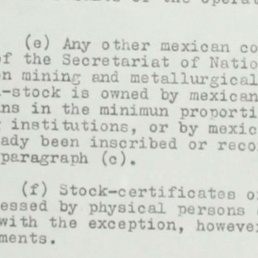 (e) Any other mexican co
of the Secretariat of Natio
on mining and metallurgical
-stock is owned by mexican
ns in the minimun proporti
institutions, or by mexic
ady been inscribed or reco
paragraph (c).
(f) Stock-certificates o
essed by physical persons
with the exception, however
ments.